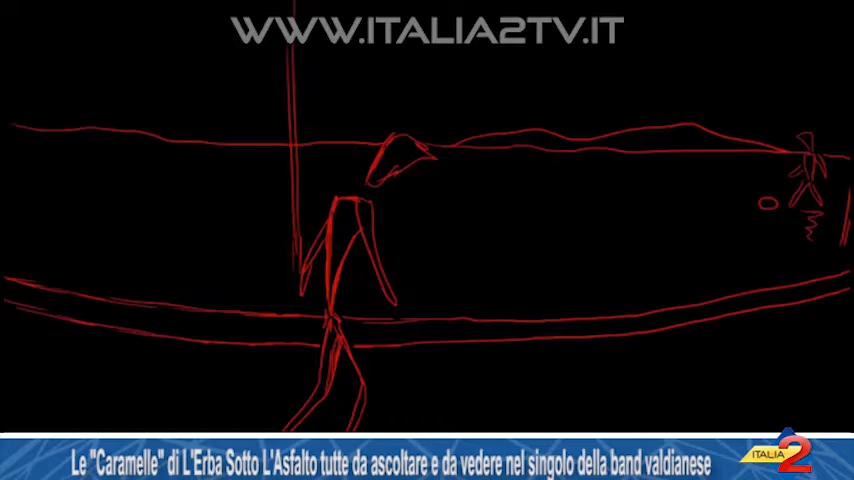 WWW.ITALIA2TV.IT
Le "Caramelle" di L'Erba Sotto L'Asfalto tutte da ascoltare e da vedere nel singolo della band valdianese
ITALIA 2